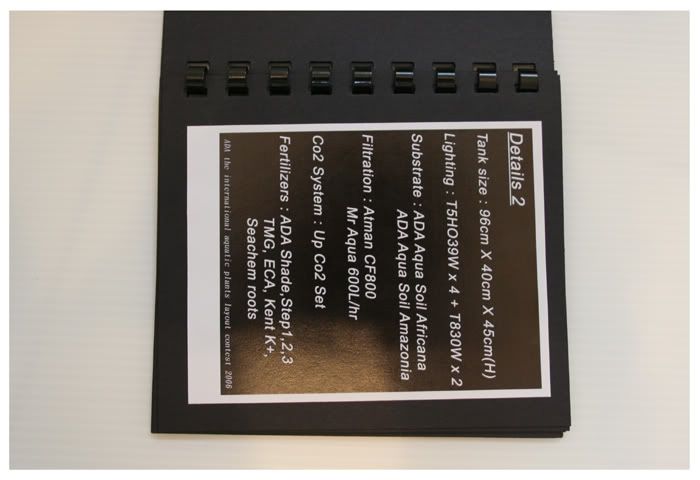 Details 2
Tank size : 96cm X 40cm X 45cm(H)
Lighting : T5HO39W x 4 + T830W x 2
Substrate : ADA Aqua Soil Africana
ADA Aqua Soil Amazonia
Filtration : Atman CF800
Mr Aqua 600L/hr
Co2 System : Up Co2 Set
Fertilizers : ADA Shade,Step1,2,3
TMG, ECA, Kent K+,
Seachem roots
ADA the international aquatic plants layout contest 2006